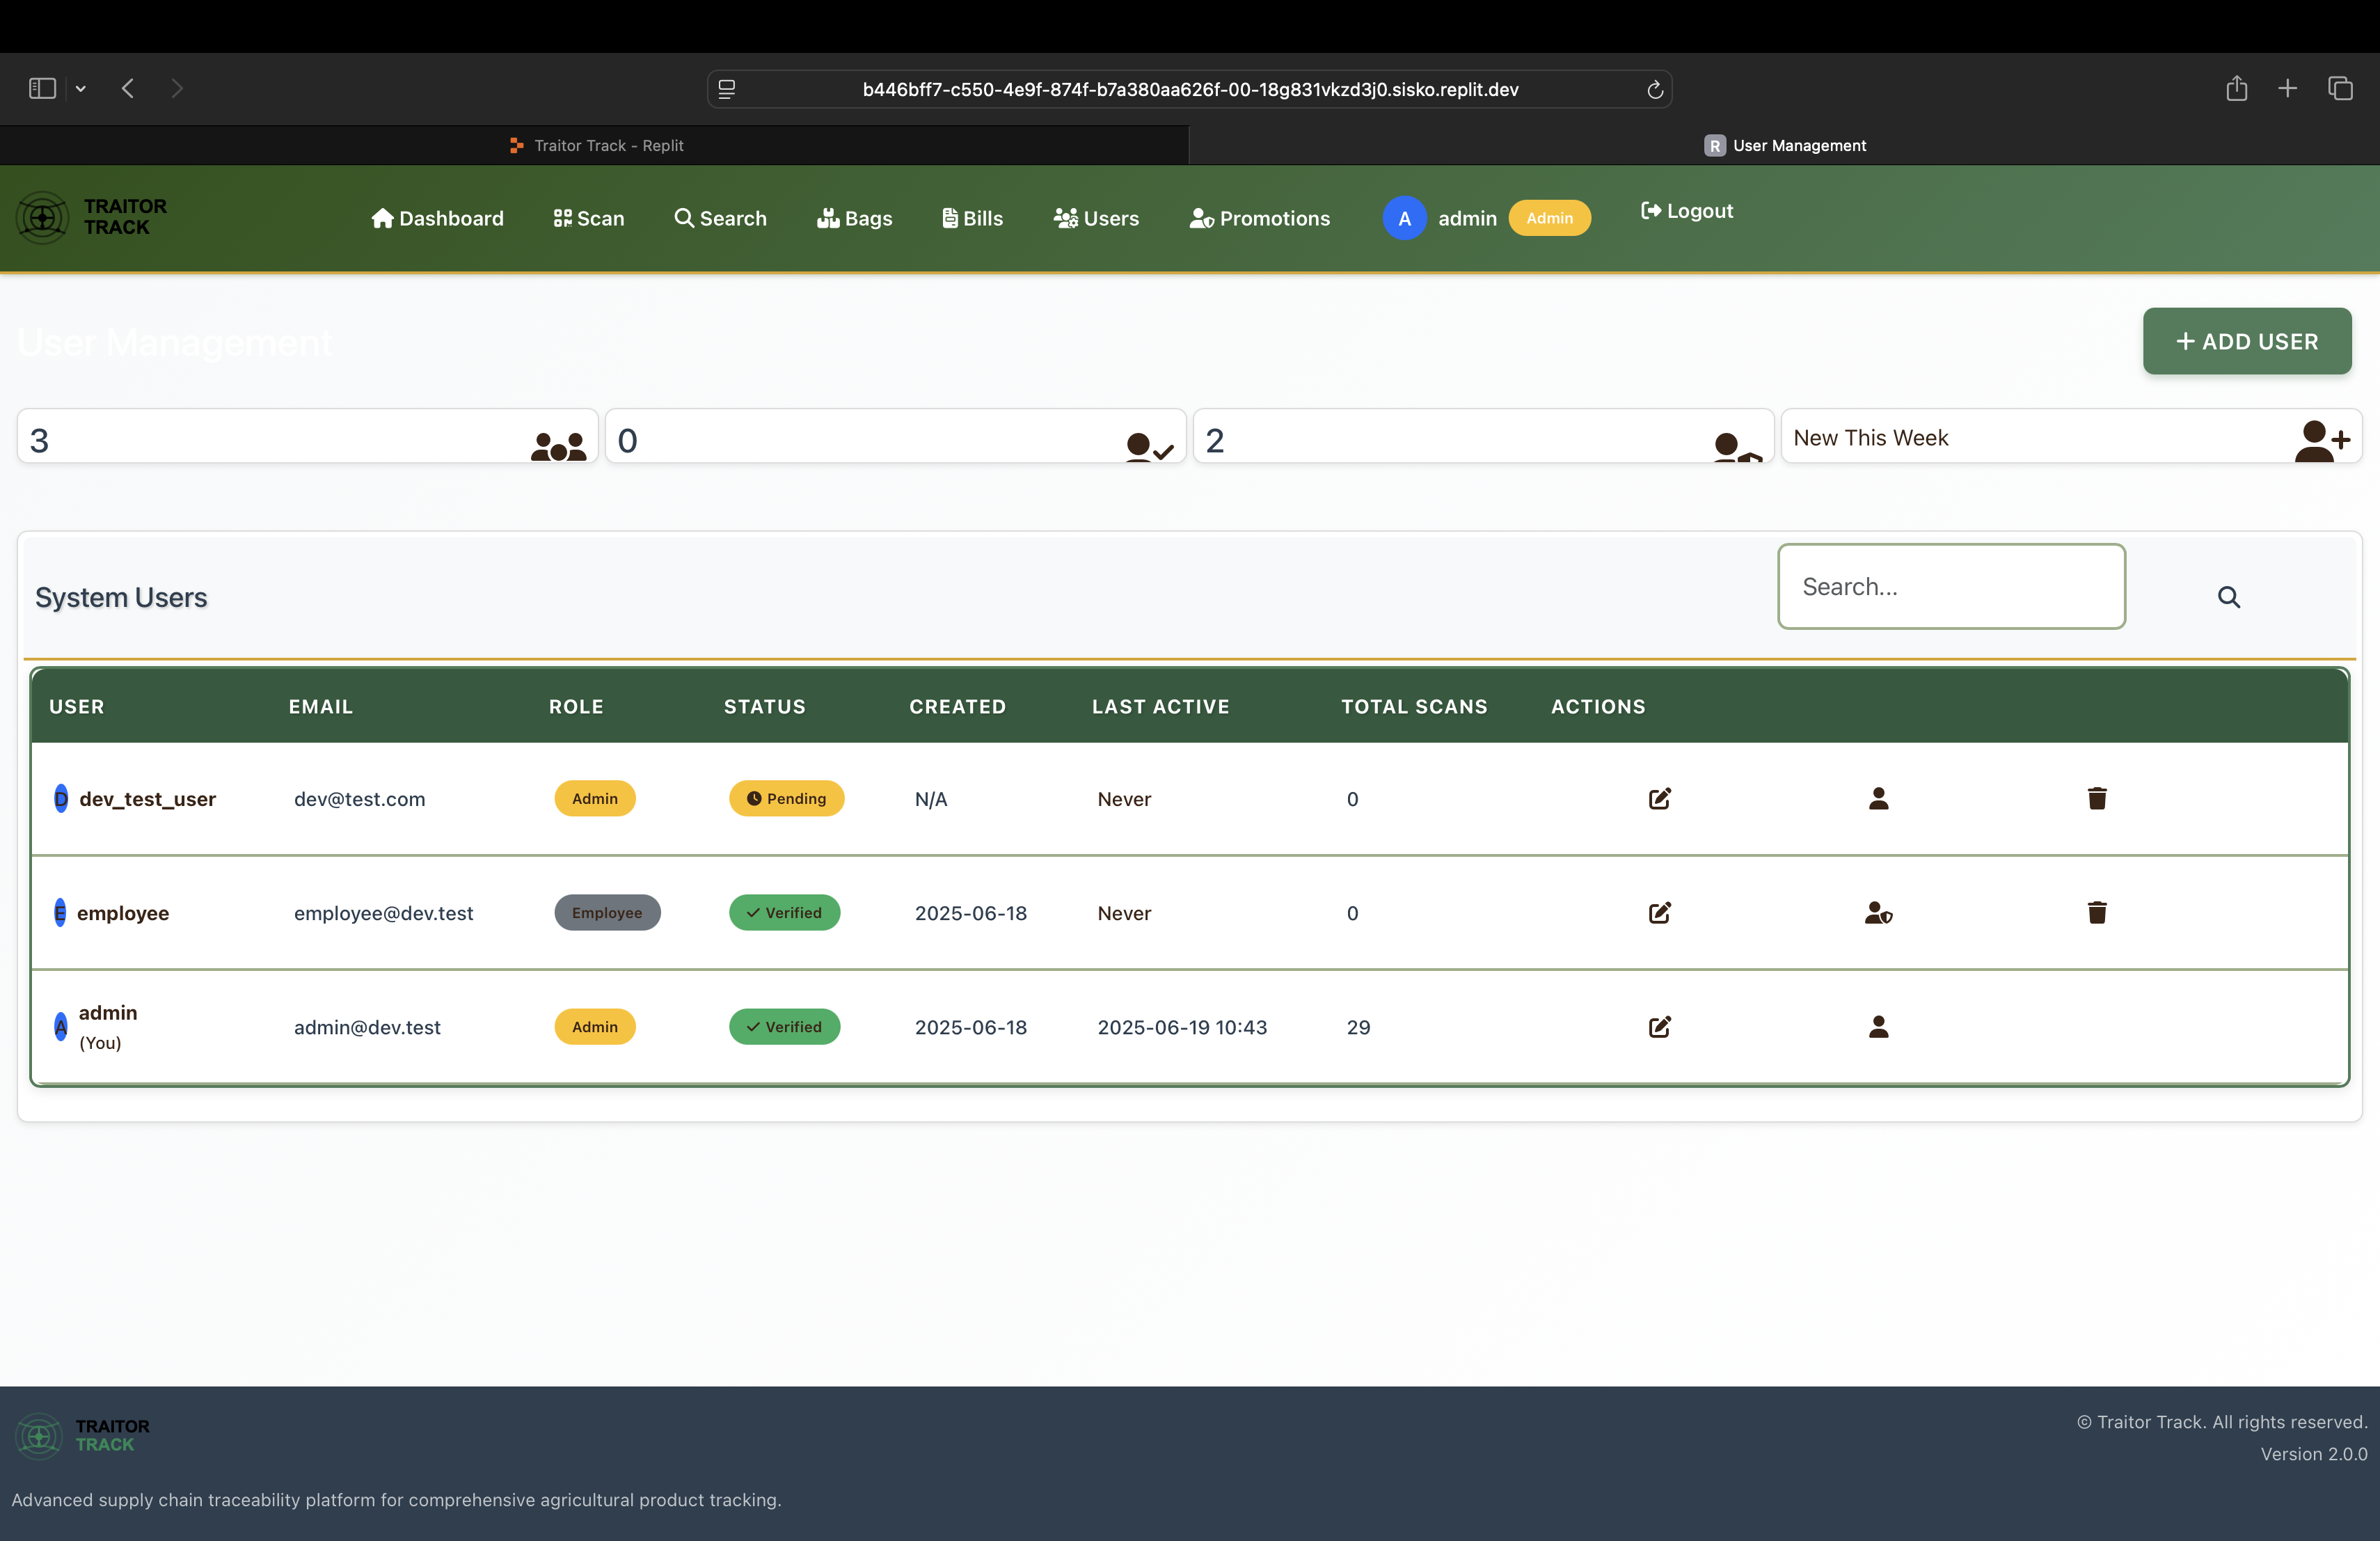 b446bff7-c550-4e9f-874f-b7a380aa626f-00-18g831vkzd3j0.sisko.replit.dev
Traitor Track - Replit
R User Management
TRAITOR
TRACK
Dashboard Scan Search Bags Bills Users Promotions A admin Admin Logout
User Management
+ ADD USER
3
0
2
New This Week
System Users
Search...
USER EMAIL ROLE STATUS CREATED LAST ACTIVE TOTAL SCANS ACTIONS
D dev_test_user dev@test.com Admin Pending N/A Never 0
E employee employee@dev.test Employee Verified 2025-06-18 Never 0
A admin
(You)
admin@dev.test Admin Verified 2025-06-18 2025-06-19 10:43 29
TRAITOR
TRACK
© Traitor Track. All rights reserved.
Version 2.0.0
Advanced supply chain traceability platform for comprehensive agricultural product tracking.